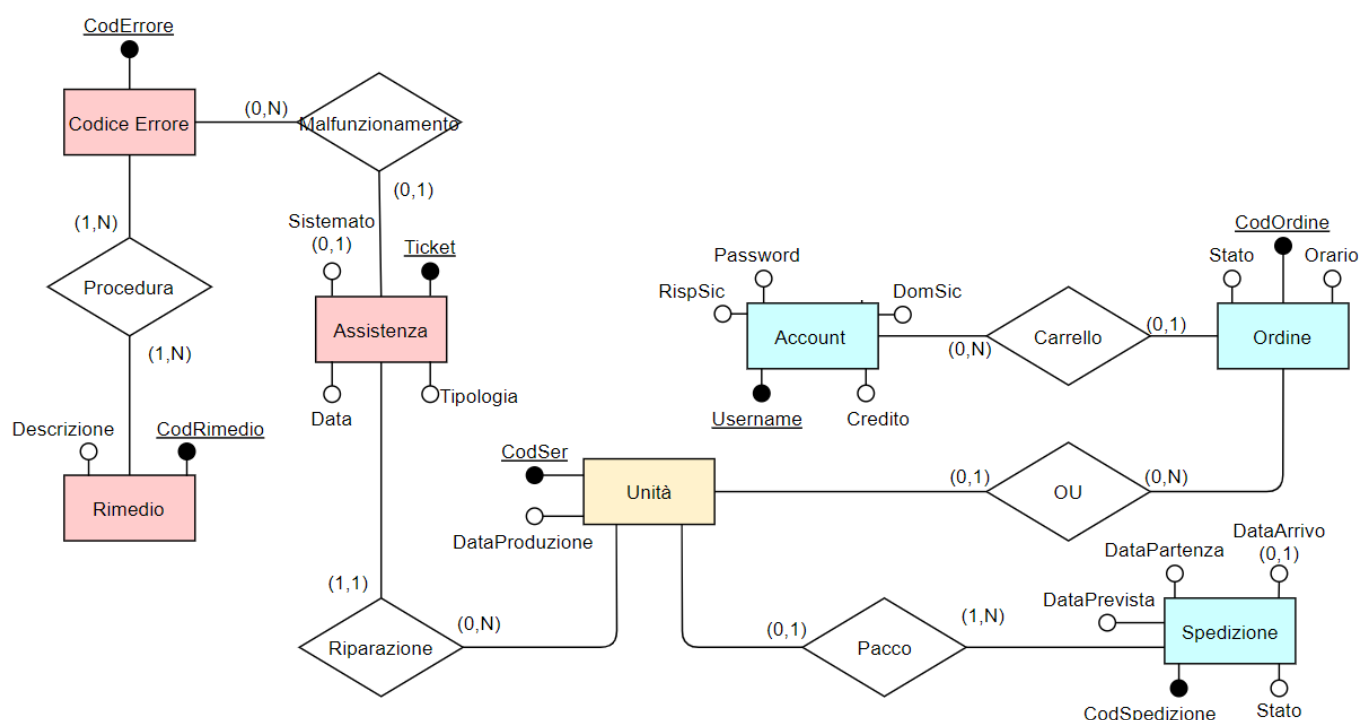 CodErrore
Codice Errore
(0,N)
Malfunzionamento
(0,1)
(1,N)
Procedura
(1,N)
Descrizione
CodRimedio
Rimedio
Sistemato
(0,1)
Ticket
Assistenza
Data
Tipologia
(1,1)
Riparazione
(0,N)
Password
RispSic
DomSic
Account
Username
Credito
(0,N)
Carrello
(0,1)
CodOrdine
Stato
Orario
Ordine
CodSer
Unità
DataProduzione
(0,1)
OU
(0,N)
(0,1)
Pacco
(1,N)
DataPartenza
DataArrivo
(0,1)
DataPrevista
Spedizione
CodSpedizione
Stato